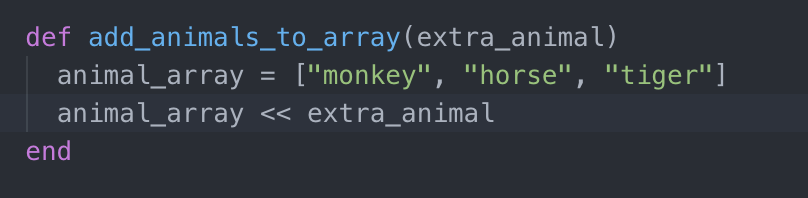 def add_animals_to_array(extra_animal)
  animal_array = ["monkey", "horse", "tiger"]
  animal_array << extra_animal
end